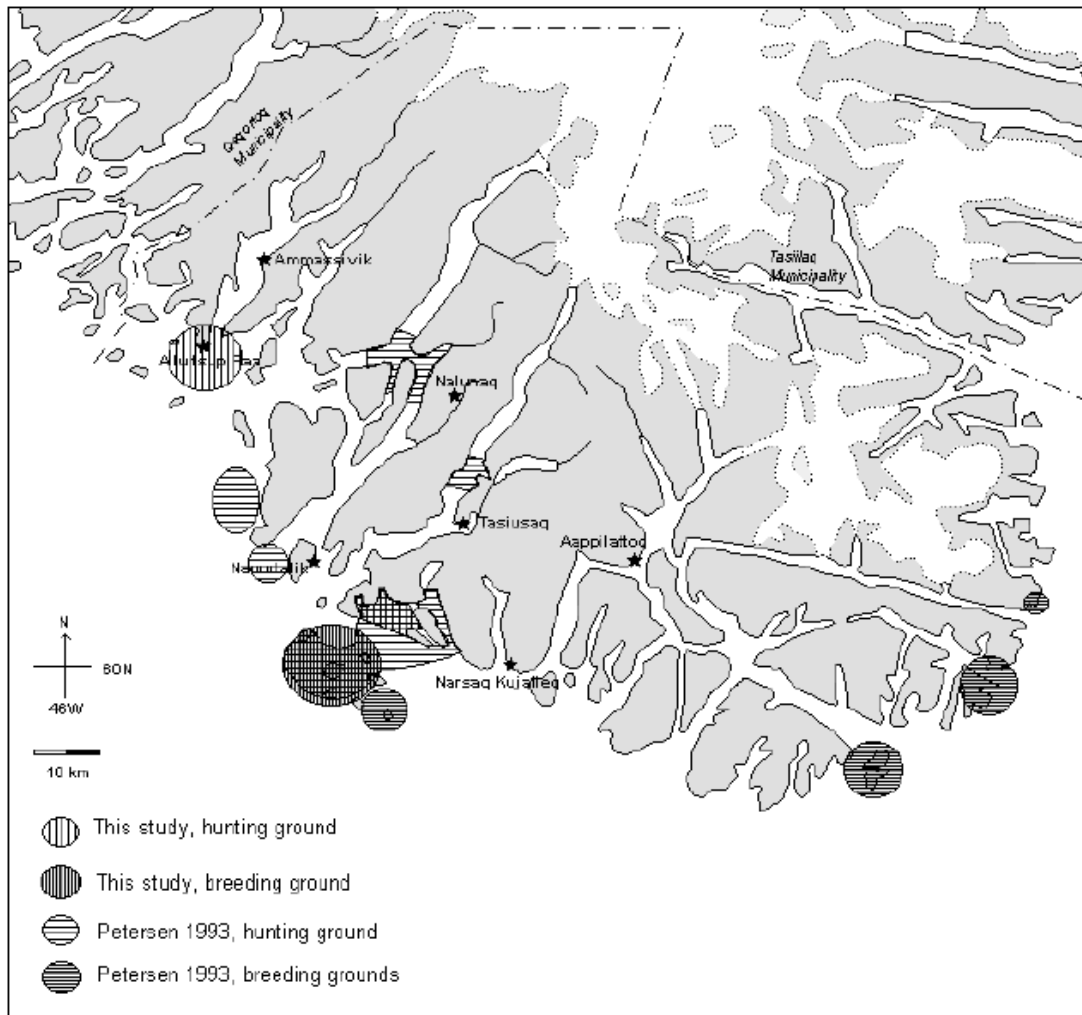 Qaqortoq
Municipality
Ammassivik
Tasiilaq
Municipality
Nalunaq
Tasiusaq
Aappilattoq
Narsaq Kujalleq
N
60N
46W
10 km
This study, hunting ground
This study, breeding ground
Petersen 1993, hunting ground
Petersen 1993, breeding grounds